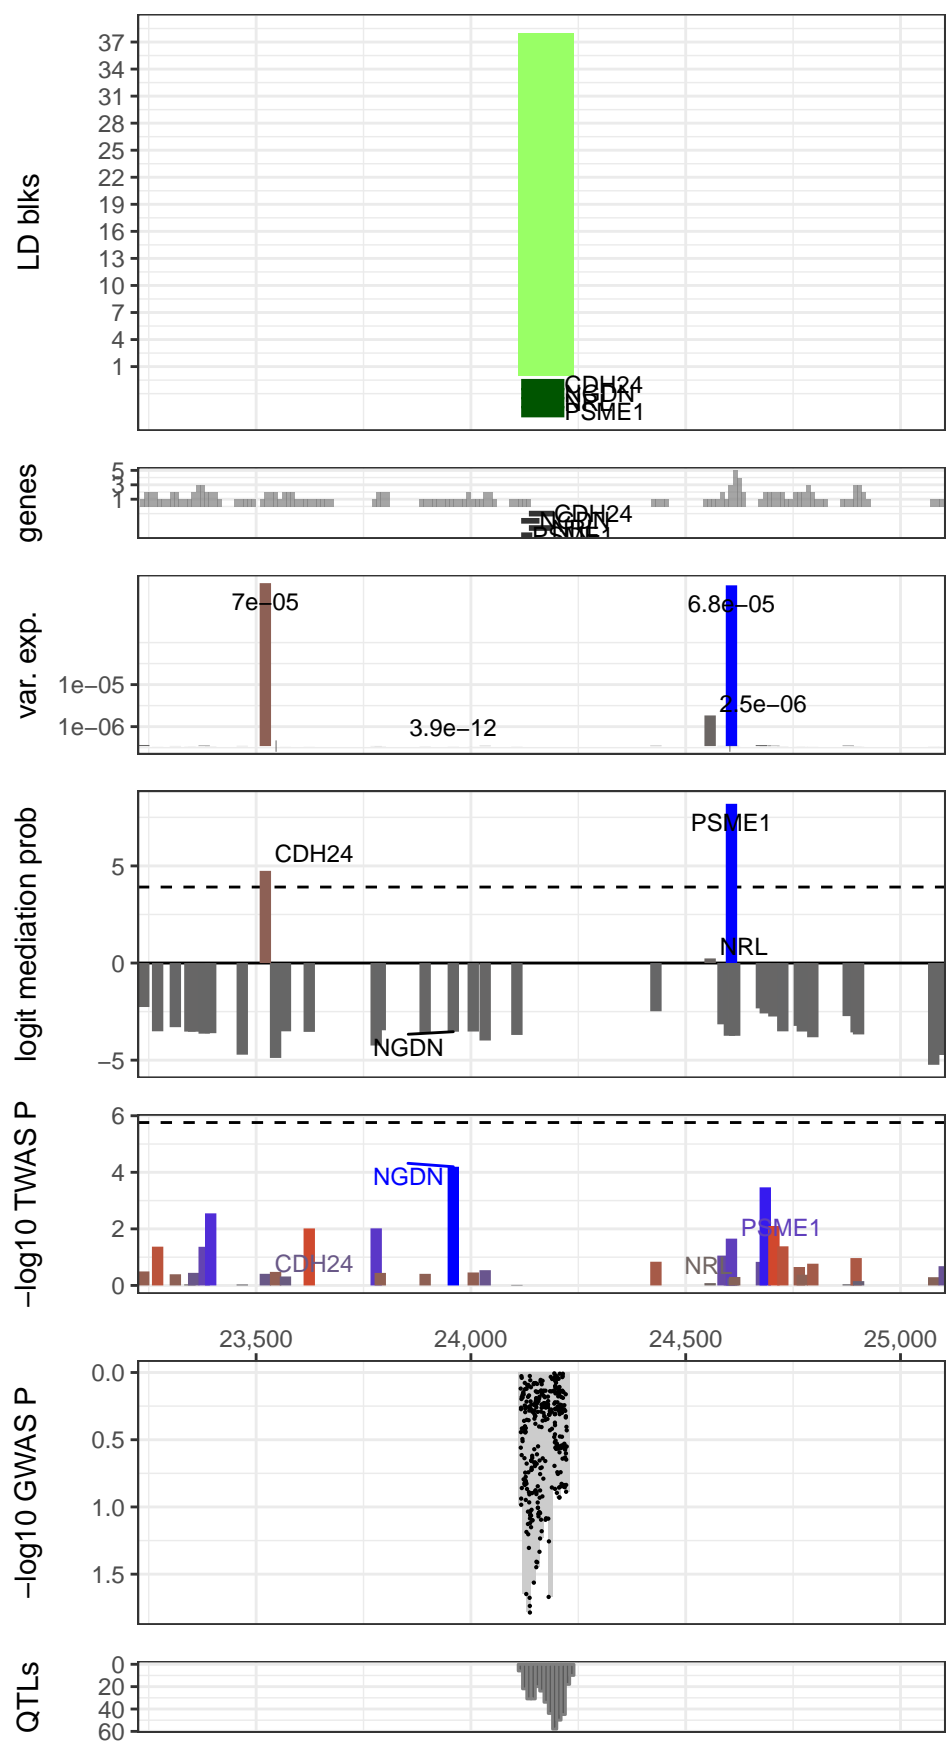 LD blks
37
34
31
28
25
22
19
16
13
10
7
4
1
CDH24
NGDN
NRL
PSME1
genes
5
3
1
CDH24
NGDN
NRL
PSME1
var. exp.
1e−05
1e−06
7e−05
3.9e−12
6.8e−05
2.5e−06
logit mediation prob
5
0
−5
CDH24
PSME1
NRL
NGDN
−log10 TWAS P
6
4
2
0
NGDN
CDH24
PSME1
NRL
23,500
24,000
24,500
25,000
−log10 GWAS P
0.0
0.5
1.0
1.5
QTLs
0
20
40
60